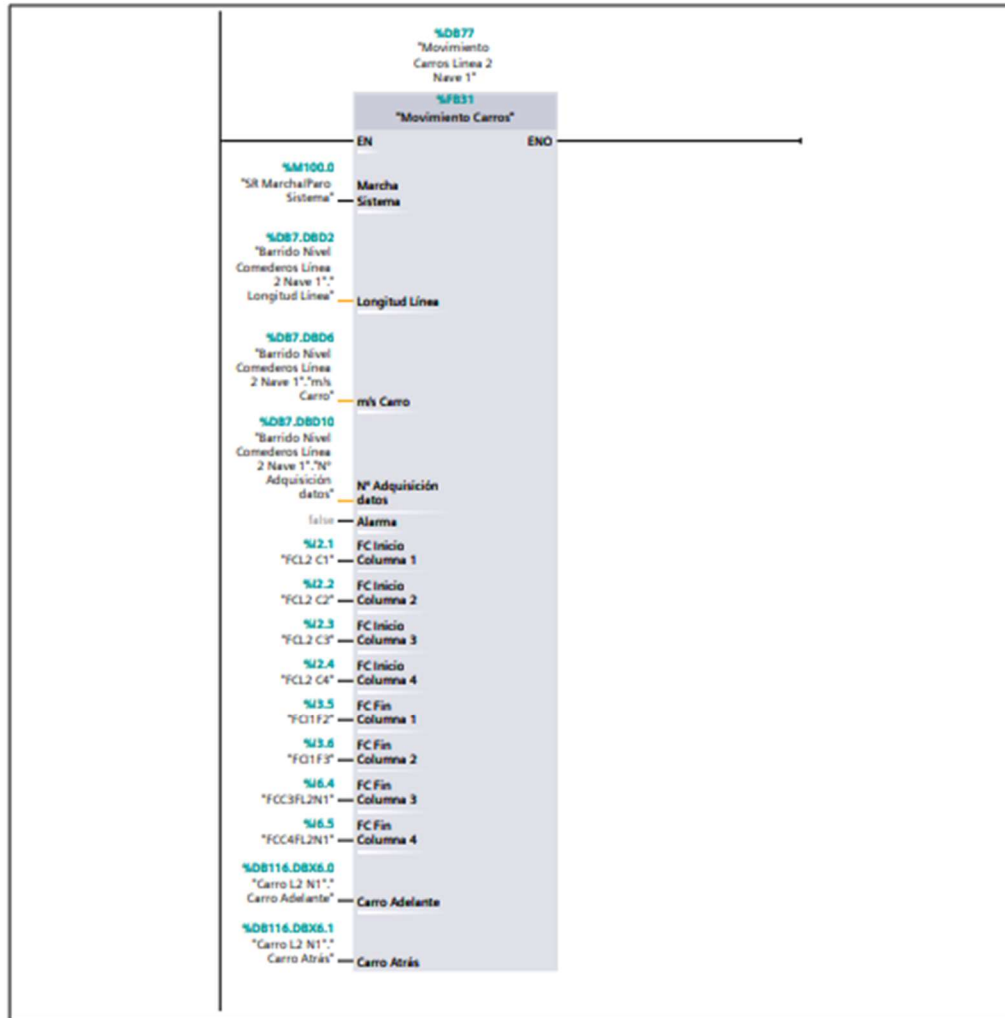 %DB77
"Movimiento
Carros Linea 2
Nave 1"
%FB31
"Movimiento Carros"
EN ENO
%M100.0
"SR Marcha/Paro
Sistema"
Marcha
Sistema
%DB7.DBD2
"Barrido Nivel
Comederos Línea
2 Nave 1"."
Longitud Línea"
Longitud Línea
%DB7.DBD6
"Barrido Nivel
Comederos Línea
2 Nave 1"."m/s
Carro"
m/s Carro
%DB7.DBD10
"Barrido Nivel
Comederos Línea
2 Nave 1"."Nº
Adquisición
datos"
Nº Adquisición
datos
false Alarma
%I2.1
"FCL2 C1"
FC Inicio
Columna 1
%I2.2
"FCL2 C2"
FC Inicio
Columna 2
%I2.3
"FCL2 C3"
FC Inicio
Columna 3
%I2.4
"FCL2 C4"
FC Inicio
Columna 4
%I3.5
"FCI1F2"
FC Fin
Columna 1
%I3.6
"FCI1F3"
FC Fin
Columna 2
%I6.4
"FCC3FL2N1"
FC Fin
Columna 3
%I6.5
"FCC4FL2N1"
FC Fin
Columna 4
%DB116.DBX6.0
"Carro L2 N1"."
Carro Adelante"
Carro Adelante
%DB116.DBX6.1
"Carro L2 N1"."
Carro Atrás"
Carro Atrás